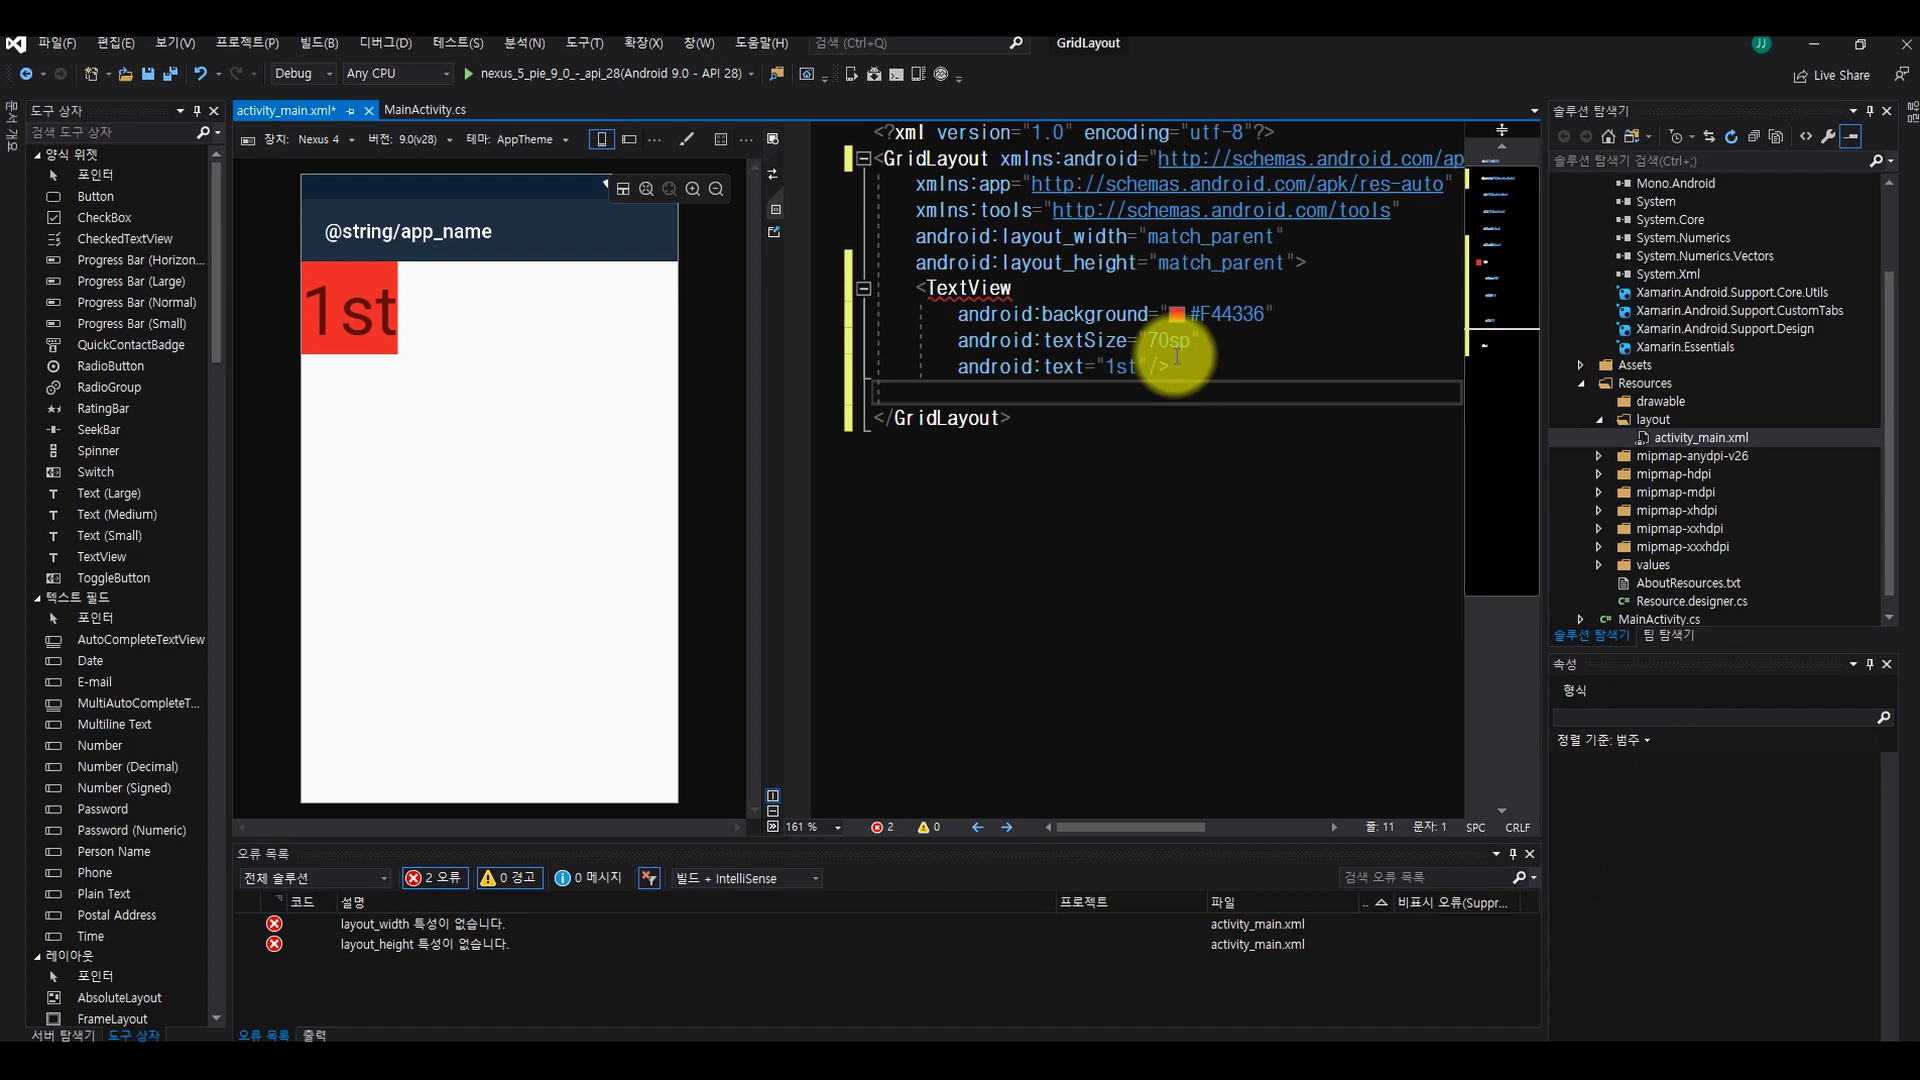 파일(F) 편집(E) 보기(V) 프로젝트(P) 빌드(B) 디버그(D) 테스트(S) 분석(N) 도구(T) 확장(X) 창(W) 도움말(H) 검색 (Ctrl+Q) GridLayout JJ
Debug Any CPU nexus_5_pie_9_0_-_api_28(Android 9.0 - API 28) Live Share
도구 상자
검색 도구 상자
양식 위젯
포인터
Button
CheckBox
CheckedTextView
Progress Bar (Horizon...
Progress Bar (Large)
Progress Bar (Normal)
Progress Bar (Small)
QuickContactBadge
RadioButton
RadioGroup
RatingBar
SeekBar
Spinner
Switch
Text (Large)
Text (Medium)
Text (Small)
TextView
ToggleButton
텍스트 필드
포인터
AutoCompleteTextView
Date
E-mail
MultiAutoCompleteT...
Multiline Text
Number
Number (Decimal)
Number (Signed)
Password
Password (Numeric)
Person Name
Phone
Plain Text
Postal Address
Time
레이아웃
포인터
AbsoluteLayout
FrameLayout
서버 탐색기 도구 상자
activity_main.xml* MainActivity.cs
장치: Nexus 4 버전: 9.0(v28) 테마: AppTheme
@string/app_name
1st
<?xml version="1.0" encoding="utf-8"?>
<GridLayout xmlns:android="http://schemas.android.com/ap
xmlns:app="http://schemas.android.com/apk/res-auto"
xmlns:tools="http://schemas.android.com/tools"
android:layout_width="match_parent"
android:layout_height="match_parent">
<TextView
android:background="#F44336"
android:textSize="70sp"
android:text="1st"/>
</GridLayout>
161 % 2 0 줄: 11 문자: 1 SPC CRLF
오류 목록
전체 솔루션 2 오류 0 경고 0 메시지 빌드 + IntelliSense 검색 오류 목록
코드 설명 프로젝트 파일 .. 비표시 오류(Suppr...
layout_width 특성이 없습니다. activity_main.xml
layout_height 특성이 없습니다. activity_main.xml
오류 목록 출력
솔루션 탐색기
솔루션 탐색기 검색(Ctrl+;)
Mono.Android
System
System.Core
System.Numerics
System.Numerics.Vectors
System.Xml
Xamarin.Android.Support.Core.Utils
Xamarin.Android.Support.CustomTabs
Xamarin.Android.Support.Design
Xamarin.Essentials
Assets
Resources
drawable
layout
activity_main.xml
mipmap-anydpi-v26
mipmap-hdpi
mipmap-mdpi
mipmap-xhdpi
mipmap-xxhdpi
mipmap-xxxhdpi
values
AboutResources.txt
C# Resource.designer.cs
C# MainActivity.cs
솔루션 탐색기 팀 탐색기
속성
형식
정렬 기준: 범주